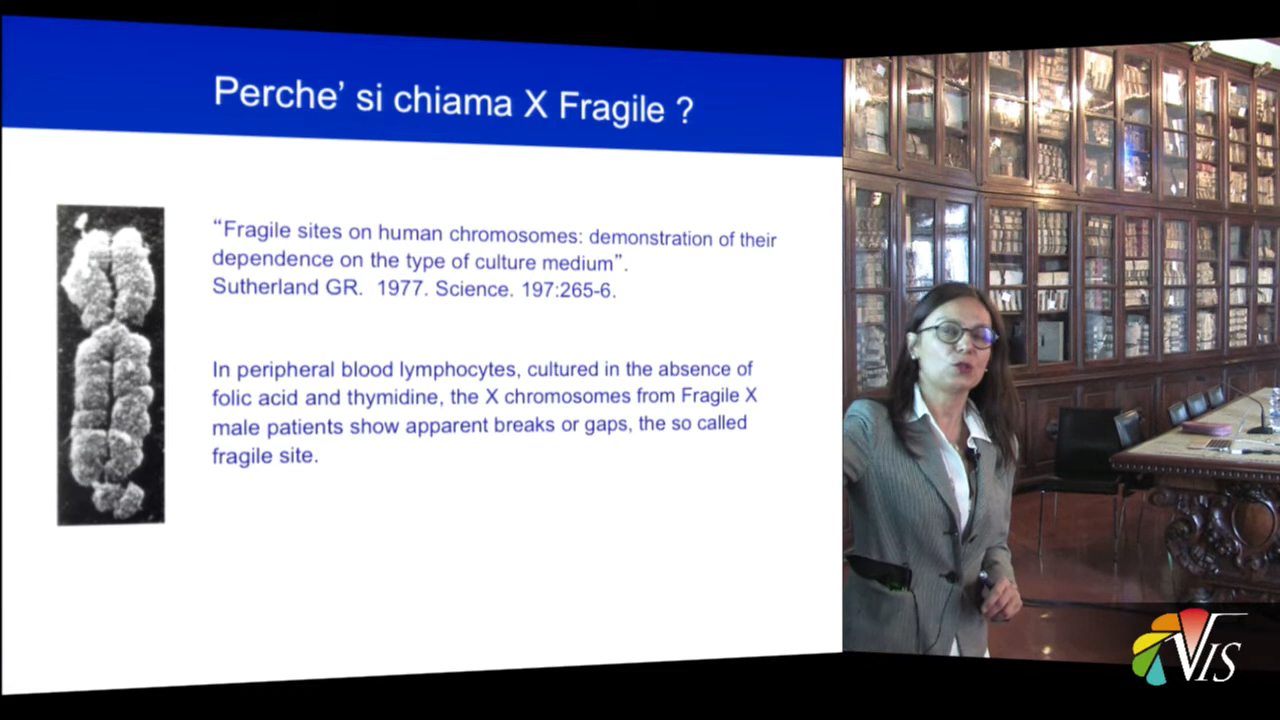 Perche’ si chiama X Fragile ?
“Fragile sites on human chromosomes: demonstration of their
dependence on the type of culture medium”.
Sutherland GR. 1977. Science. 197:265-6.
In peripheral blood lymphocytes, cultured in the absence of
folic acid and thymidine, the X chromosomes from Fragile X
male patients show apparent breaks or gaps, the so called
fragile site.
VIS